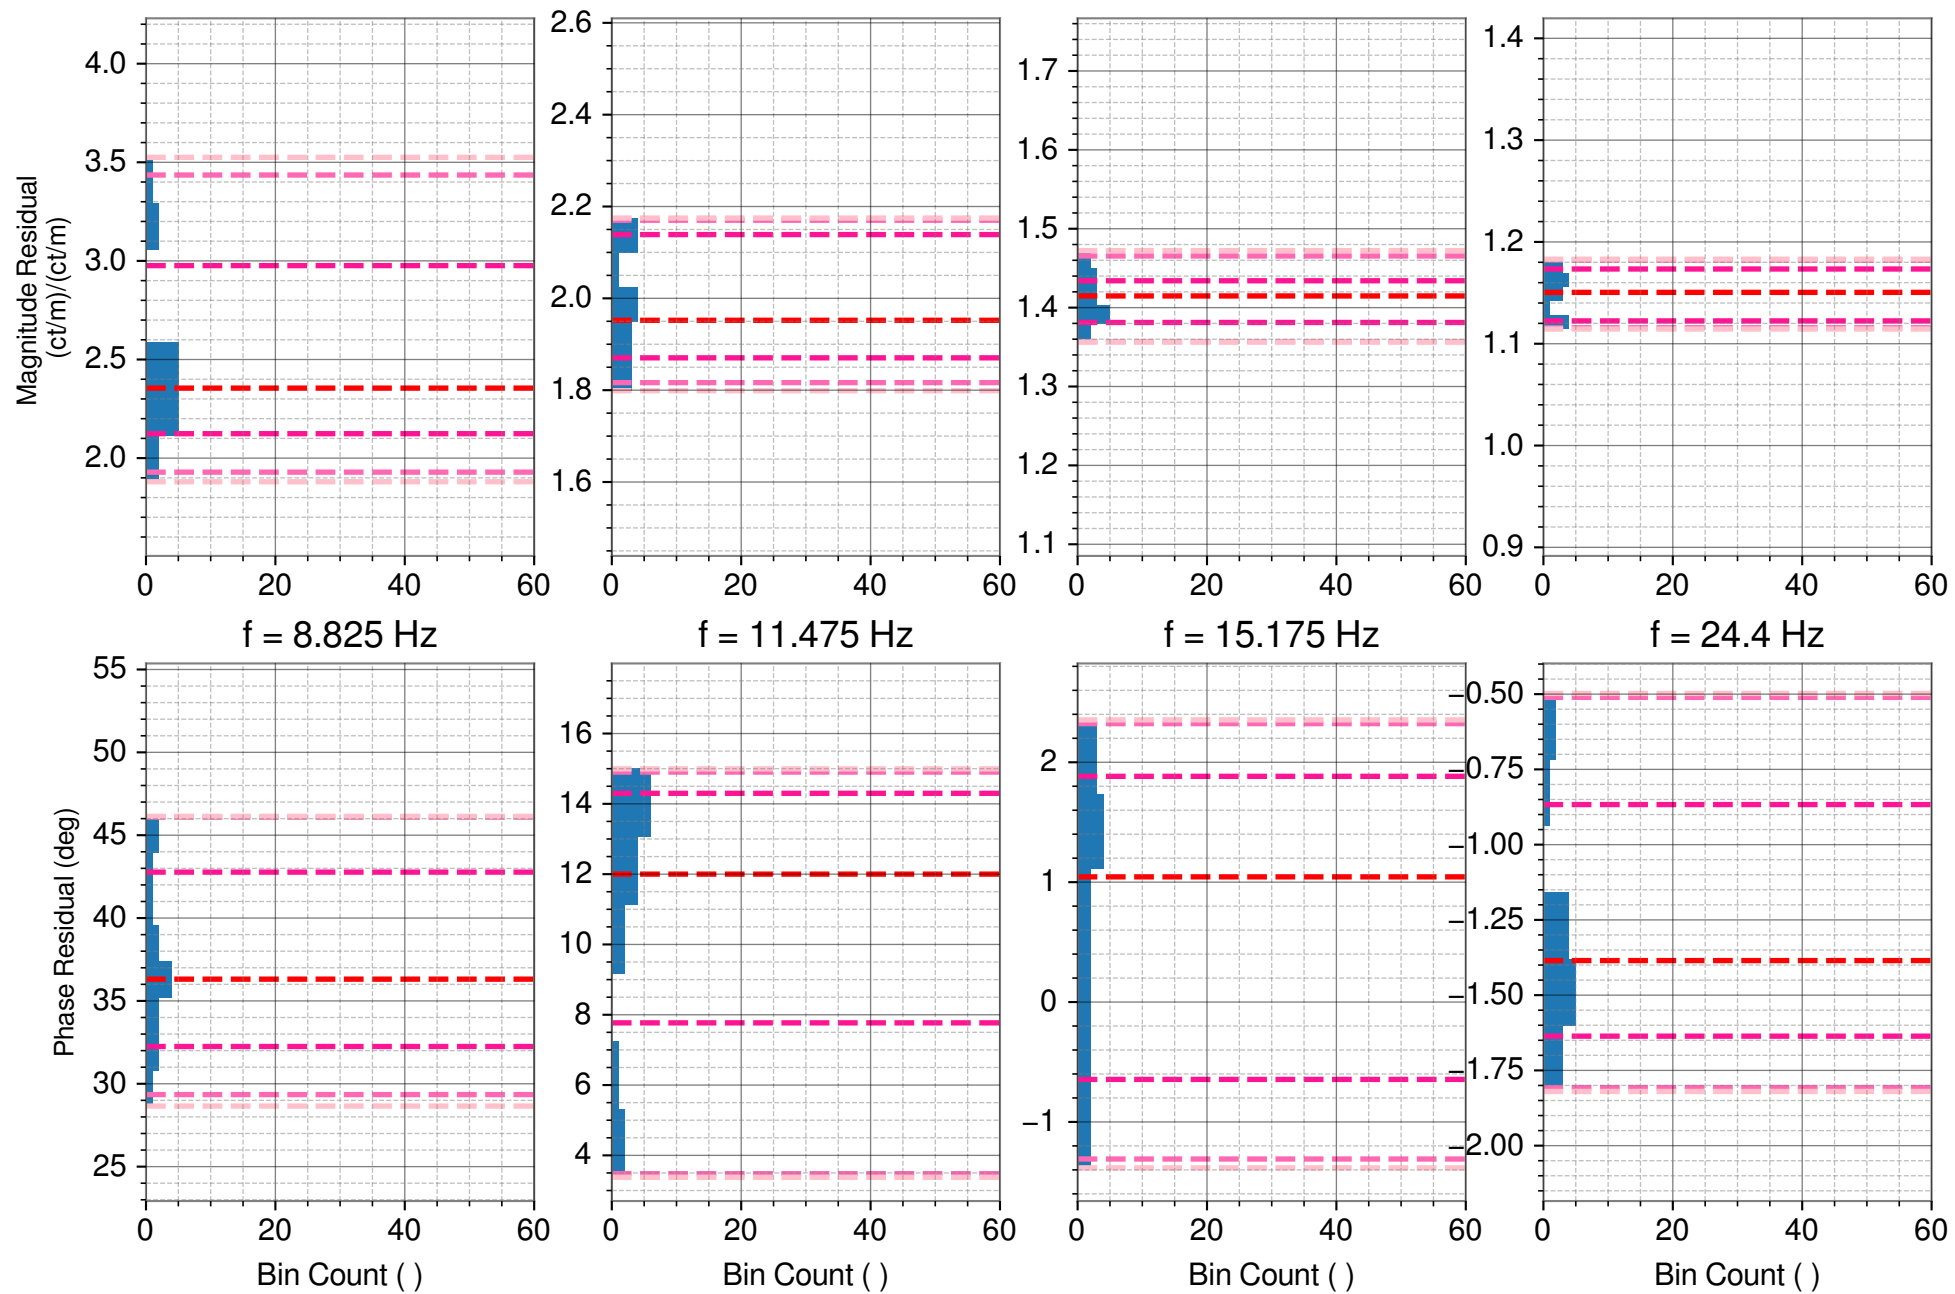 Magnitude Residual
(ct/m)/(ct/m)
4.0
3.5
3.0
2.5
2.0
0 20 40 60
2.6
2.4
2.2
2.0
1.8
1.6
0 20 40 60
1.7
1.6
1.5
1.4
1.3
1.2
1.1
0 20 40 60
1.4
1.3
1.2
1.1
1.0
0.9
0 20 40 60
f = 8.825 Hz
f = 11.475 Hz
f = 15.175 Hz
f = 24.4 Hz
Phase Residual (deg)
55
50
45
40
35
30
25
0 20 40 60
Bin Count ( )
16
14
12
10
8
6
4
0 20 40 60
Bin Count ( )
2
1
0
−1
0 20 40 60
Bin Count ( )
−0.50
−0.75
−1.00
−1.25
−1.50
−1.75
−2.00
0 20 40 60
Bin Count ( )